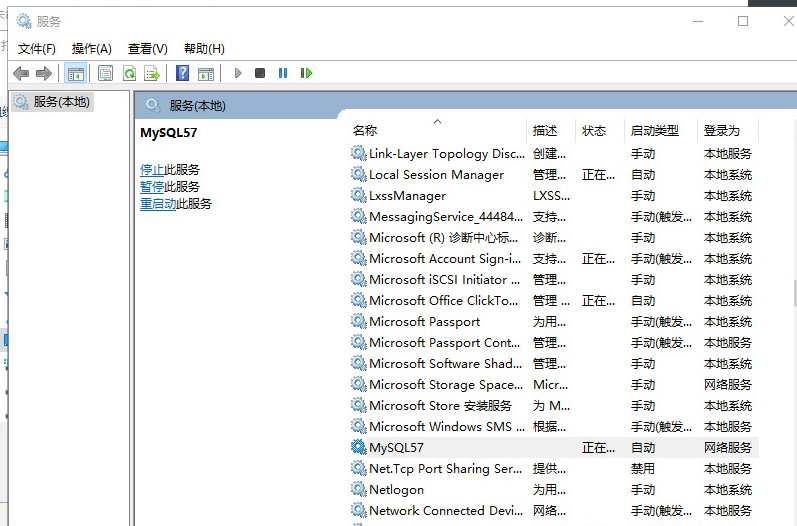 服务
文件(F) 操作(A) 查看(V) 帮助(H)
服务(本地)
服务(本地)
MySQL57
停止此服务
暂停此服务
重启动此服务
名称 描述 状态 启动类型 登录为
Link-Layer Topology Disc... 创建... 手动 本地服务
Local Session Manager 管理... 正在... 自动 本地系统
LxssManager LXSS... 手动 本地系统
MessagingService_44484... 支持... 手动(触发... 本地系统
Microsoft (R) 诊断中心标... 诊断... 手动 本地系统
Microsoft Account Sign-i... 支持... 正在... 手动(触发... 本地系统
Microsoft iSCSI Initiator ... 管理... 手动 本地系统
Microsoft Office ClickTo... 管理 ... 正在... 自动 本地系统
Microsoft Passport 为用... 手动(触发... 本地系统
Microsoft Passport Cont... 管理... 手动(触发... 本地服务
Microsoft Software Shad... 管理... 手动 本地系统
Microsoft Storage Space... Micr... 手动 网络服务
Microsoft Store 安装服务 为 M... 手动 本地系统
Microsoft Windows SMS ... 根据... 手动(触发... 本地服务
MySQL57 正在... 自动 网络服务
Net.Tcp Port Sharing Ser... 提供... 禁用 本地服务
Netlogon 为用... 手动 本地系统
Network Connected Devi... 网络... 手动(触发... 本地服务